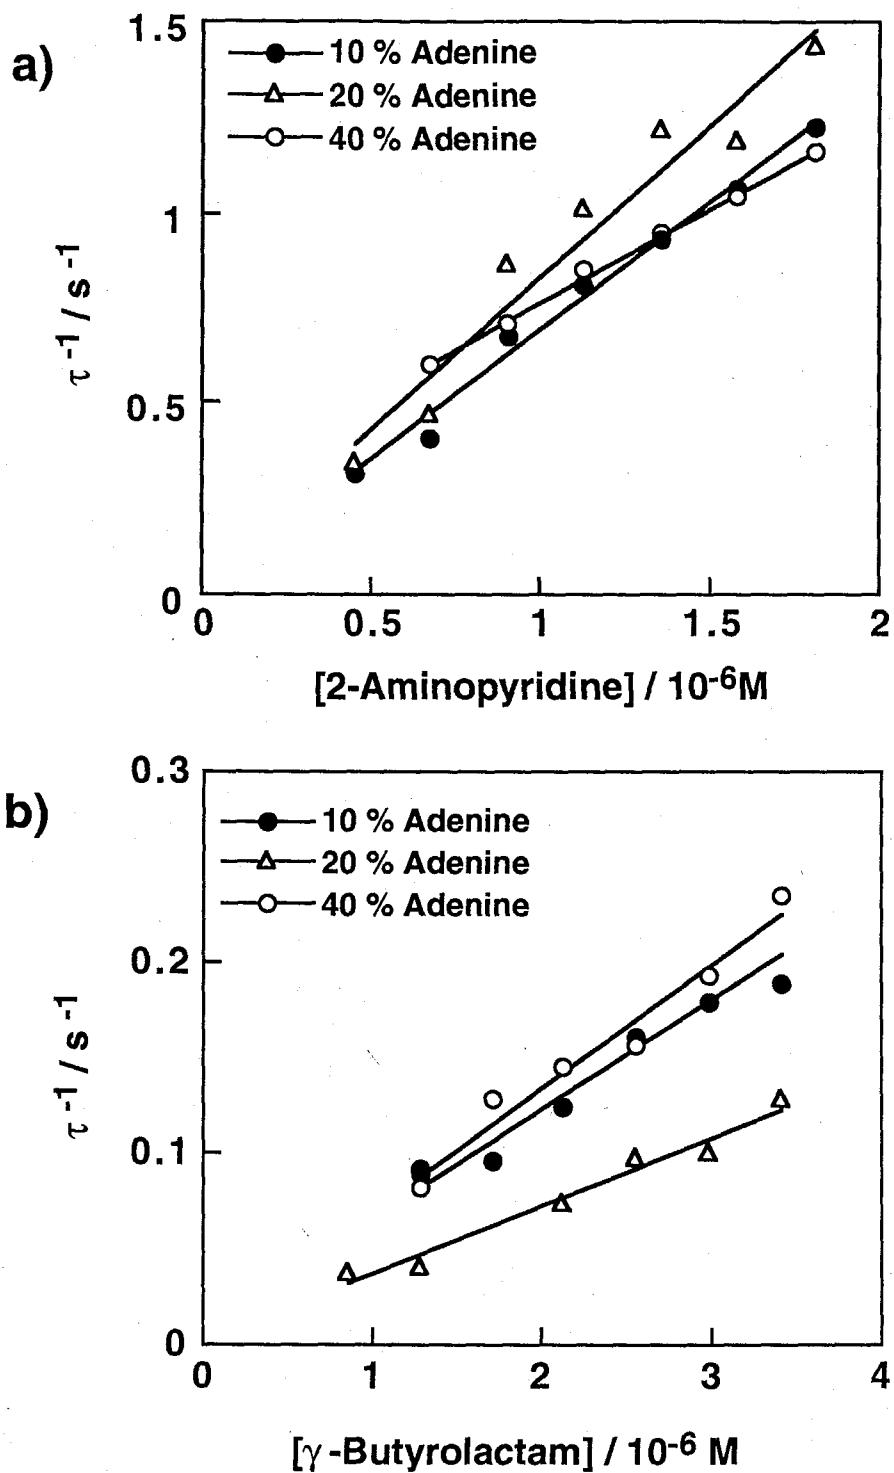 a)
1.5
10 % Adenine
20 % Adenine
40 % Adenine
1
τ -1 / s -1
0.5
0
0 0.5 1 1.5 2
[2-Aminopyridine] / 10-6M
b)
0.3
10 % Adenine
20 % Adenine
40 % Adenine
0.2
τ -1 / s -1
0.1
0
0 1 2 3 4
[γ-Butyrolactam] / 10-6 M